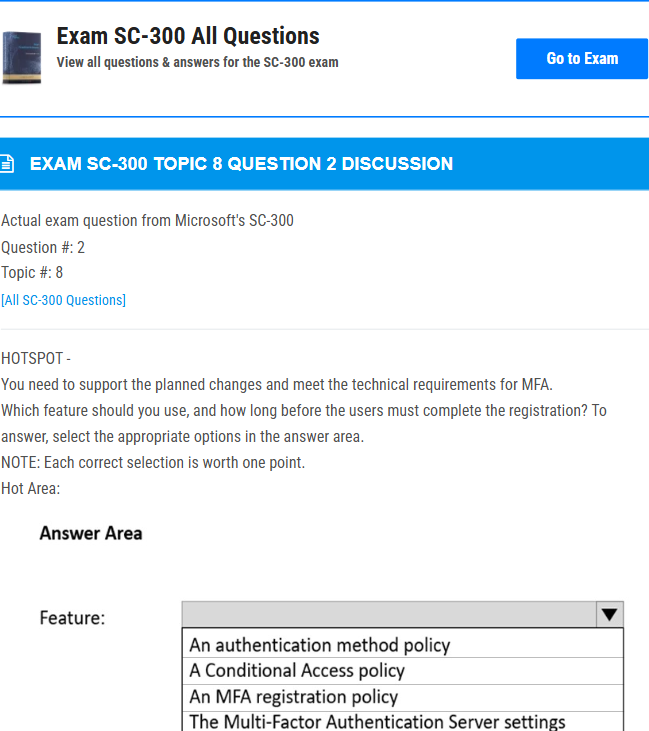 Exam SC-300 All Questions
View all questions & answers for the SC-300 exam
Go to Exam
EXAM SC-300 TOPIC 8 QUESTION 2 DISCUSSION
Actual exam question from Microsoft's SC-300
Question #: 2
Topic #: 8
[All SC-300 Questions]
HOTSPOT -
You need to support the planned changes and meet the technical requirements for MFA.
Which feature should you use, and how long before the users must complete the registration? To
answer, select the appropriate options in the answer area.
NOTE: Each correct selection is worth one point.
Hot Area:
Answer Area
Feature:
An authentication method policy
A Conditional Access policy
An MFA registration policy
The Multi-Factor Authentication Server settings